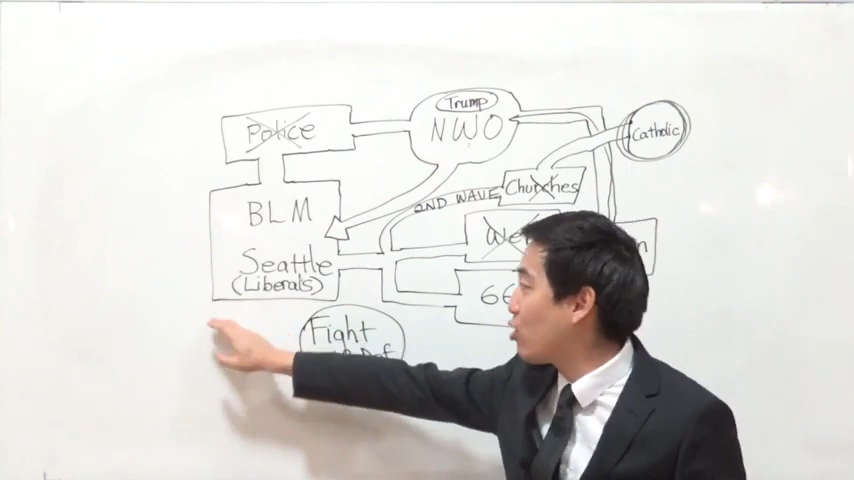 Trump
NWO
Police
Catholic
Churches
2ND WAVE
BLM
Seattle
(Liberals)
Fight